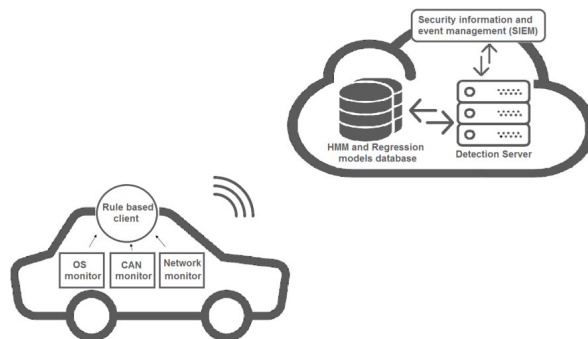 Security information and
event management (SIEM)
HMM and Regression
models database
Detection Server
Rule based
client
OS
monitor
CAN
monitor
Network
monitor